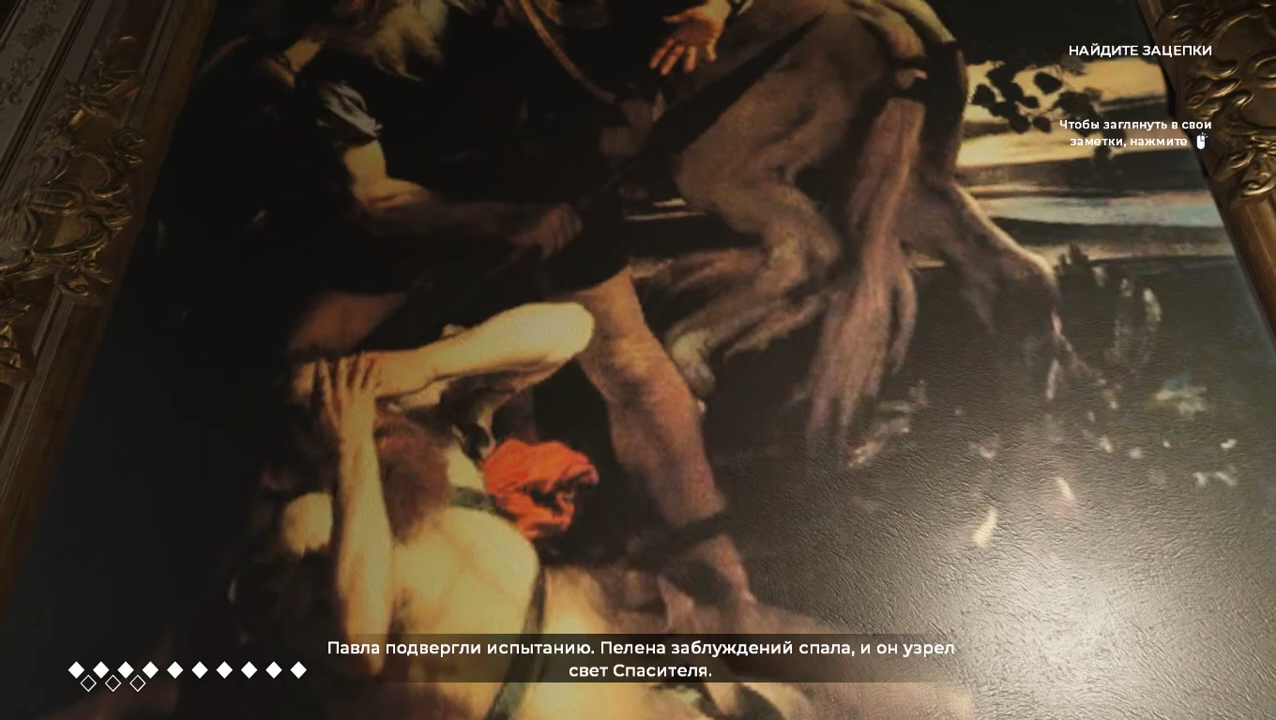 НАЙДИТЕ ЗАЦЕПКИ
Чтобы заглянуть в свои
заметки, нажмите
Павла подвергли испытанию. Пелена заблуждений спала, и он узрел
свет Спасителя.